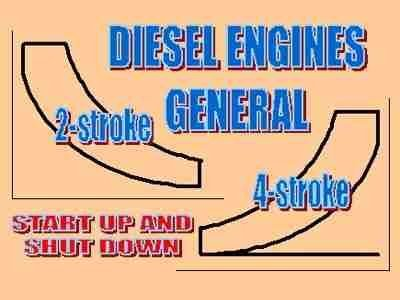 DIESEL ENGINES
GENERAL
2-stroke
4-stroke
START UP AND
SHUT DOWN